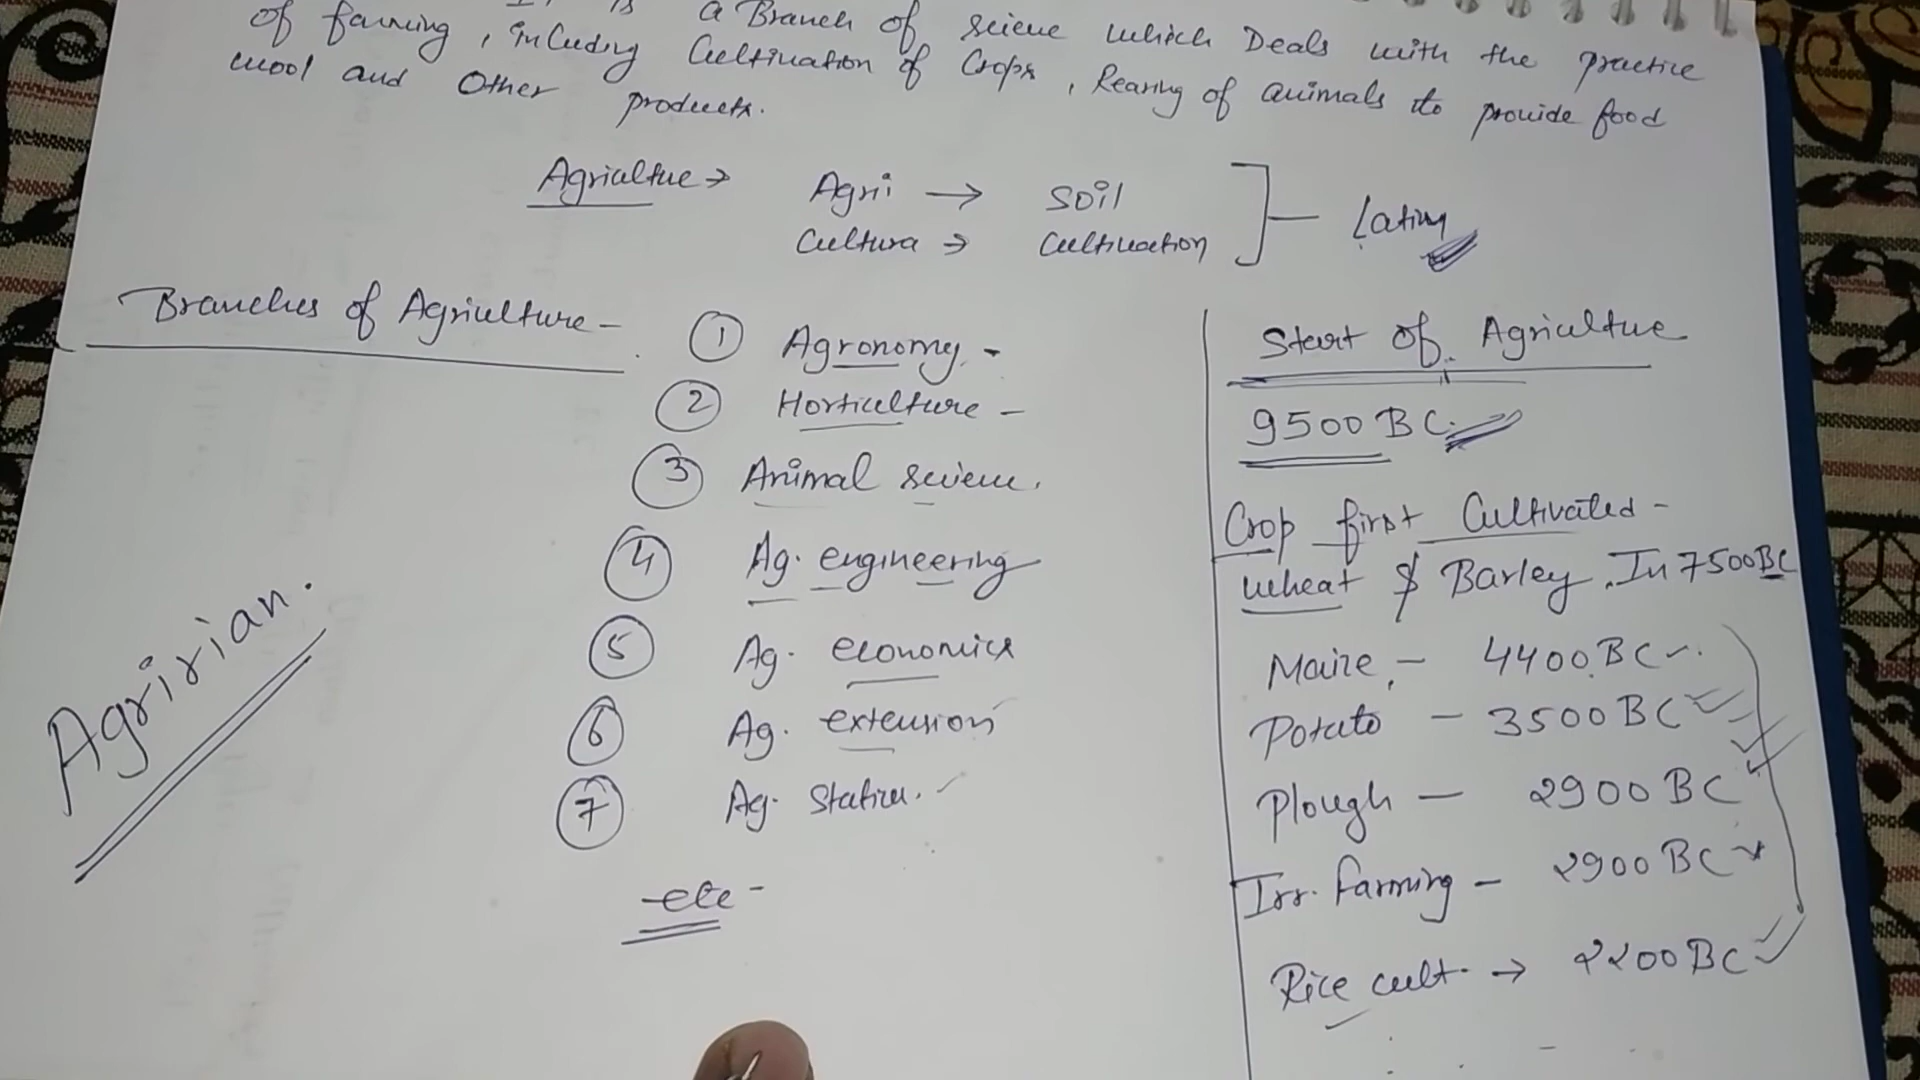 It is a Branch of science which Deals with the practice
of farming, including Cultivation of Crops, Rearing of animals to provide food
wool and Other products.
Agricultue → Agri → Soil
Cultura → Cultivation
Latin
Branches of Agriculture -
① Agronomy -
② Horticulture -
③ Animal science.
④ Ag. engineering
⑤ Ag. economics
⑥ Ag. extension
⑦ Ag.
etc -
Agririan.
Start of Agricultue
9500 BC
Crop first Cultivated -
wheat & Barley. In 7500 BC
Maize - 4400 BC
Potato - 3500 BC
Plough - 2900 BC
Irr. farming - 2900 BC
Rice cult. → 2200 BC